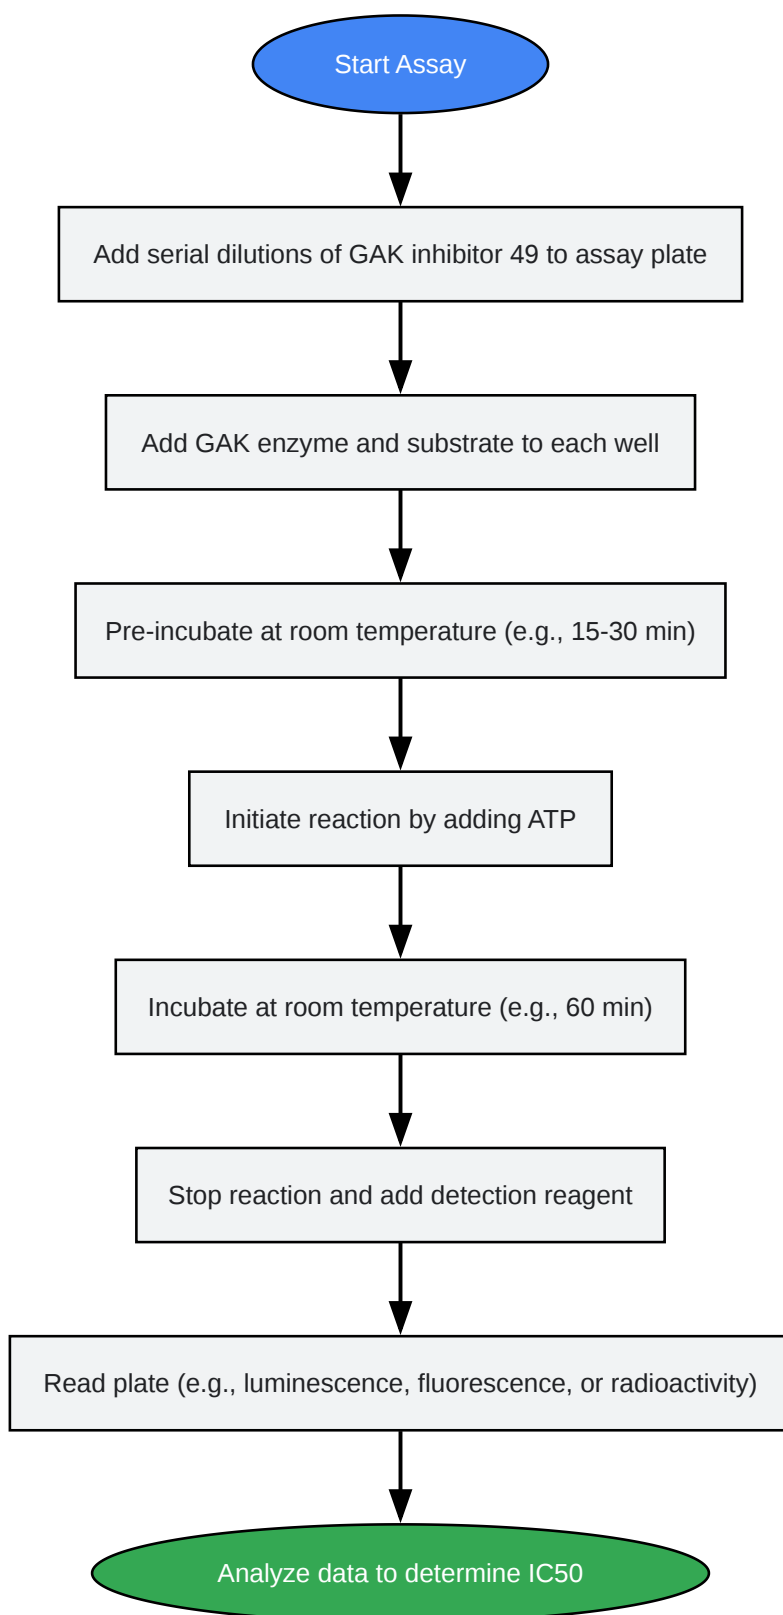 Start Assay
Add serial dilutions of GAK inhibitor 49 to assay plate
Add GAK enzyme and substrate to each well
Pre-incubate at room temperature (e.g., 15-30 min)
Initiate reaction by adding ATP
Incubate at room temperature (e.g., 60 min)
Stop reaction and add detection reagent
Read plate (e.g., luminescence, fluorescence, or radioactivity)
Analyze data to determine IC50